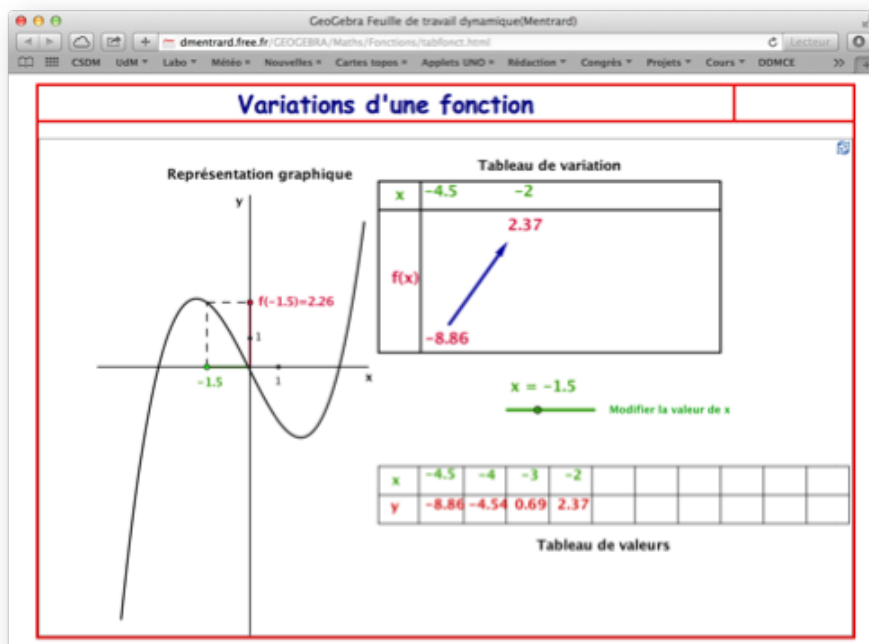 GeoGebra Feuille de travail dynamique(Mentrard)
dmentrard.free.fr/GEOGEBRA/Maths/Fonctions/tabfonct.html
Lecteur
CSDM UdM Labo Météo Nouvelles Cartes topos Applets UNO Rédaction Congrès Projets Cours DDMCE >>
Variations d'une fonction
Représentation graphique
y
f(-1.5)=2.26
1
-1.5
1
x
Tableau de variation
x -4.5 -2
2.37
f(x)
-8.86
x = -1.5
Modifier la valeur de x
x -4.5 -4 -3 -2
y -8.86 -4.54 0.69 2.37
Tableau de valeurs